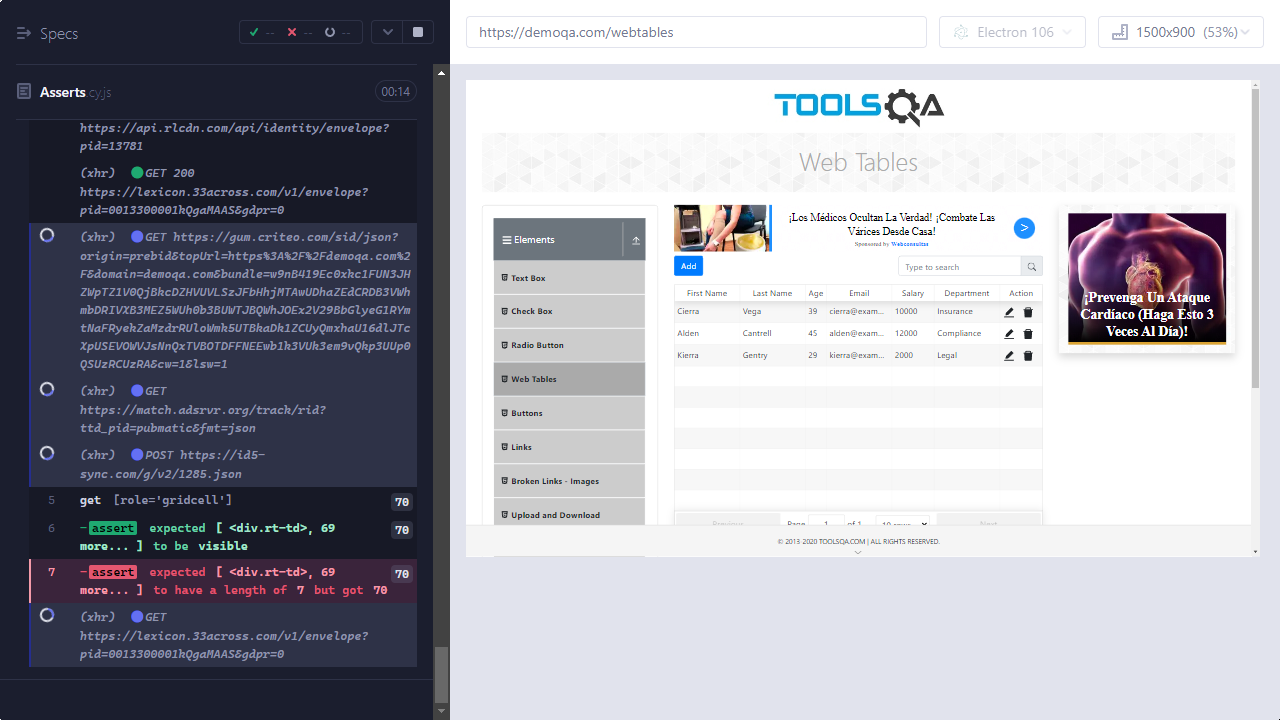 Specs
--
--
--
https://demoqa.com/webtables
Electron 106
1500x900 (53%)
Asserts cy.js
00:14
https://api.rlcdn.com/api/identity/envelope?
pid=13781
(xhr) GET 200
https://lexicon.33across.com/v1/envelope?
pid=0013300001hQgaMAAS&gdpr=0
(xhr) GET https://gum.criteo.com/sid/json?
origin=prebid&topUrl=https%3A%2F%2Fdemoqa.com%2
F&domain=demoqa.com&bundle=w9nB4l9Ec0xhc1FUN3JH
(xhr) GET
https://match.adsrvr.org/track/rid?
ttd_pid=pubmatic&fmt=json
(xhr) POST https://id5-
sync.com/g/v2/1285.json
5 get [role='gridcell'] 70
6 -assert expected [ <div.rt-td>, 69 70
more... ] to be visible
7 -assert expected [ <div.rt-td>, 69 70
more... ] to have a length of 7 but got 70
(xhr) GET
https://lexicon.33across.com/v1/envelope?
pid=0013300001hQgaMAAS&gdpr=0
TOOLSQA
Web Tables
Elements
Text Box
Check Box
Radio Button
Web Tables
Buttons
Links
Broken Links - Images
Upload and Download
¡Los Médicos Ocultan La Verdad! ¡Combate Las
Várices Desde Casa!
Sponsored by Webconsultas
>
Add
Type to search
First Name Last Name Age Email Salary Department Action
Cierra Vega 39 cierra@exam... 10000 Insurance
Alden Cantrell 45 alden@exam... 12000 Compliance
Kierra Gentry 29 kierra@exam... 2000 Legal
Previous Page 1 of 1 10 rows Next
¡Prevenga Un Ataque
Cardíaco (Haga Esto 3
Veces Al Día)!
© 2013-2020 TOOLSQA.COM | ALL RIGHTS RESERVED.